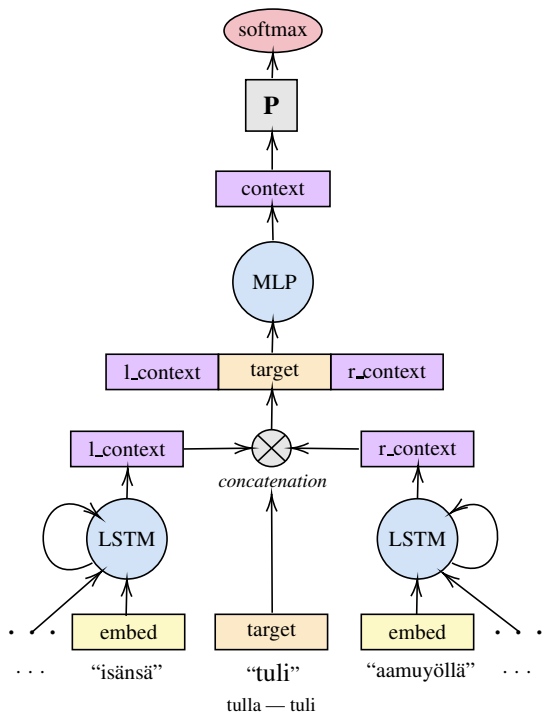 softmax
P
context
MLP
l_context target r_context
l_context r_context
concatenation
LSTM LSTM
. . . embed target embed . . .
. . . “isänsä” “tuli” “aamuyöllä” . . .
tulla — tuli